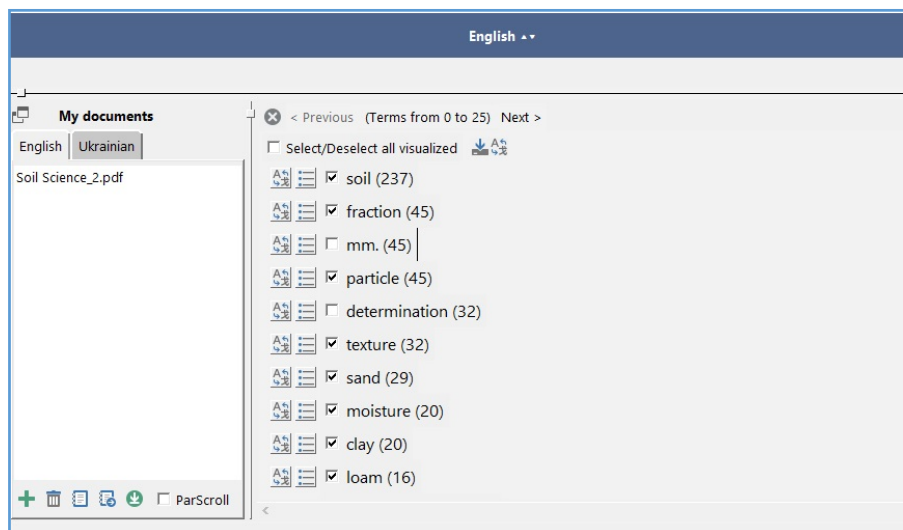 English
My documents
English Ukrainian
Soil Science_2.pdf
ParScroll
< Previous (Terms from 0 to 25) Next >
Select/Deselect all visualized
soil (237)
fraction (45)
mm. (45)
particle (45)
determination (32)
texture (32)
sand (29)
moisture (20)
clay (20)
loam (16)